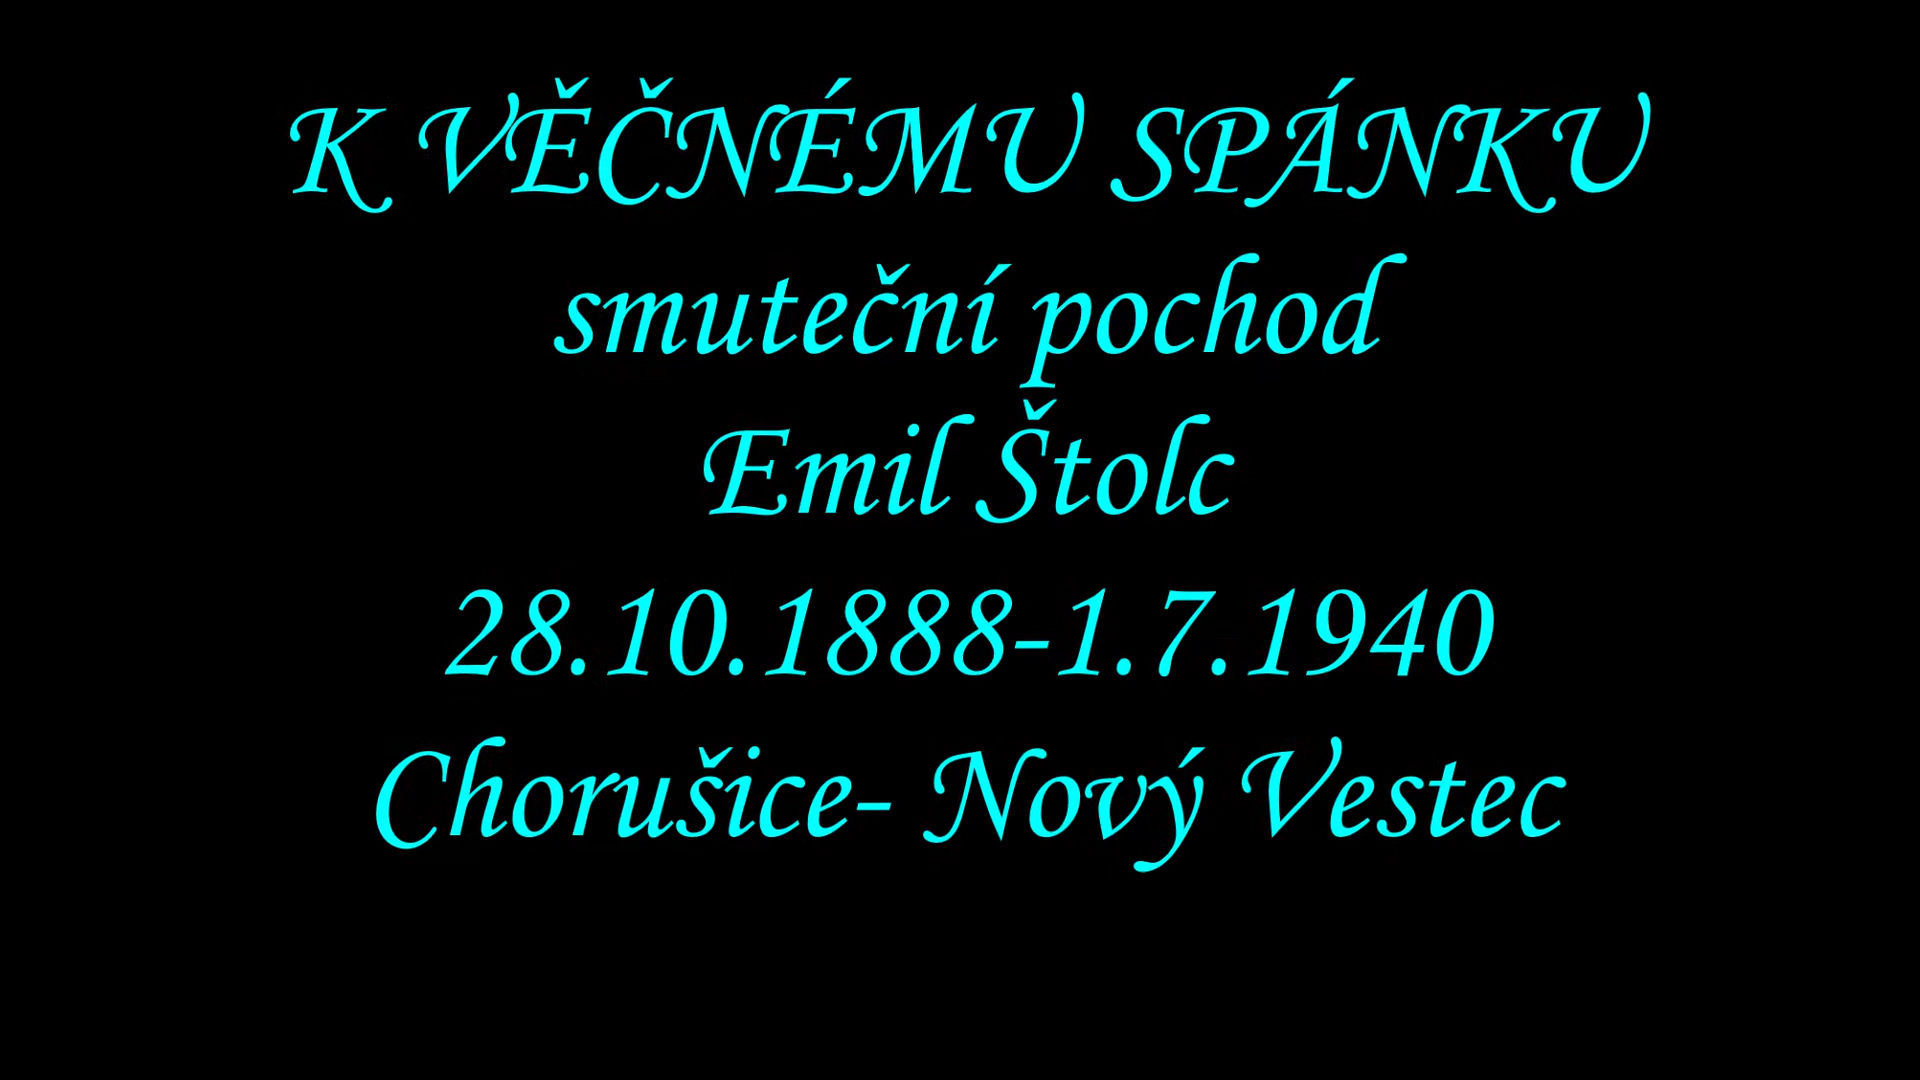 K VĚČNÉMU SPÁNKU
smuteční pochod
Emil Štolc
28.10.1888-1.7.1940
Chorušice- Nový Vestec